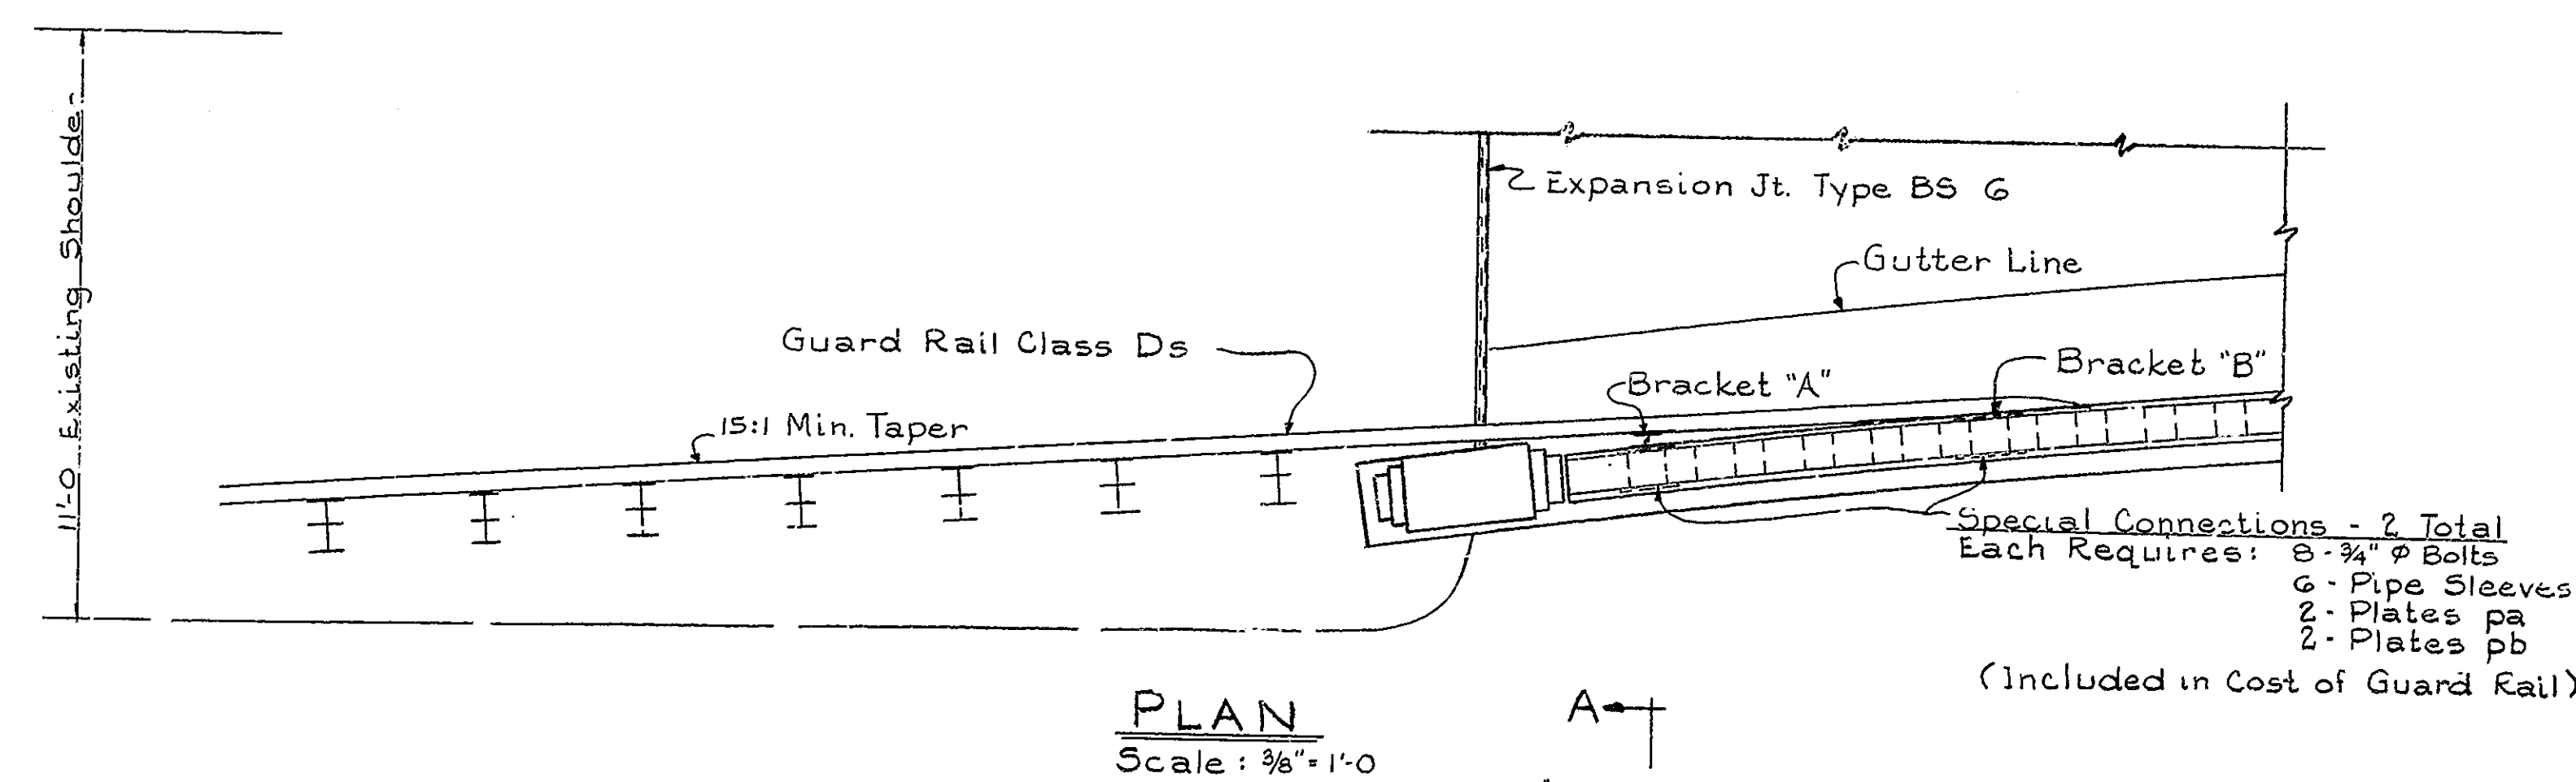 11'-0 Existing Shoulder
Expansion Jt. Type BS 6
Gutter Line
Guard Rail Class Ds
Bracket "A"
Bracket "B"
15:1 Min. Taper
Special Connections - 2 Total
Each Requires: 8 - 3/4" φ Bolts
6 - Pipe Sleeves
2 - Plates pa
2 - Plates pb
(Included in Cost of Guard Rail)
PLAN
A
Scale: 3/8" = 1'-0